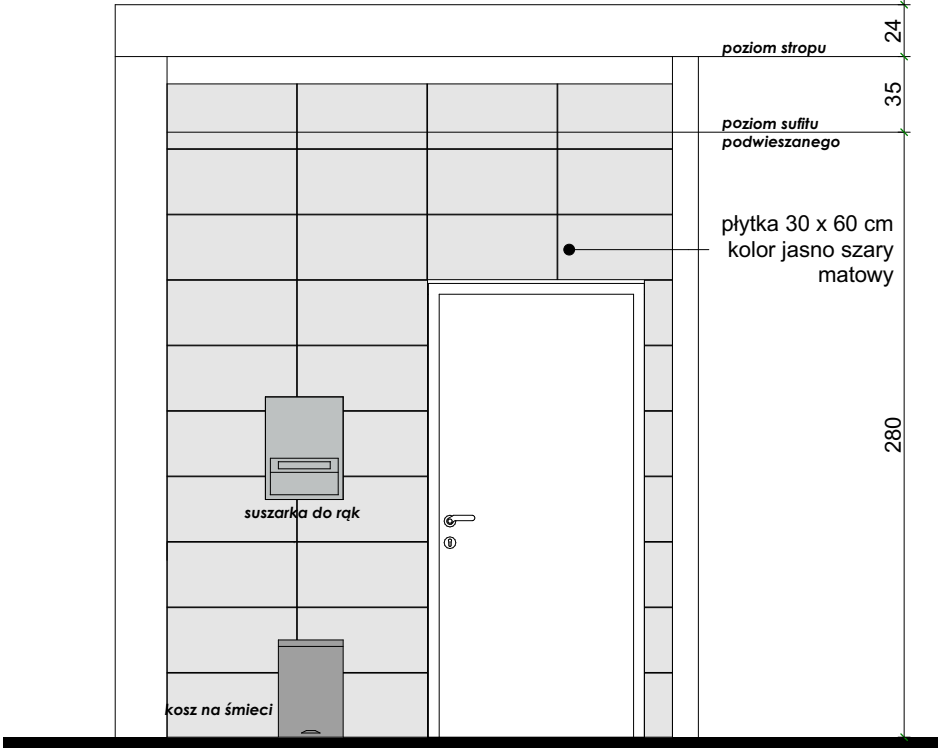 24
poziom stropu
35
poziom sufitu
podwieszanego
płytka 30 x 60 cm
kolor jasno szary
matowy
280
suszarka do rąk
kosz na śmieci